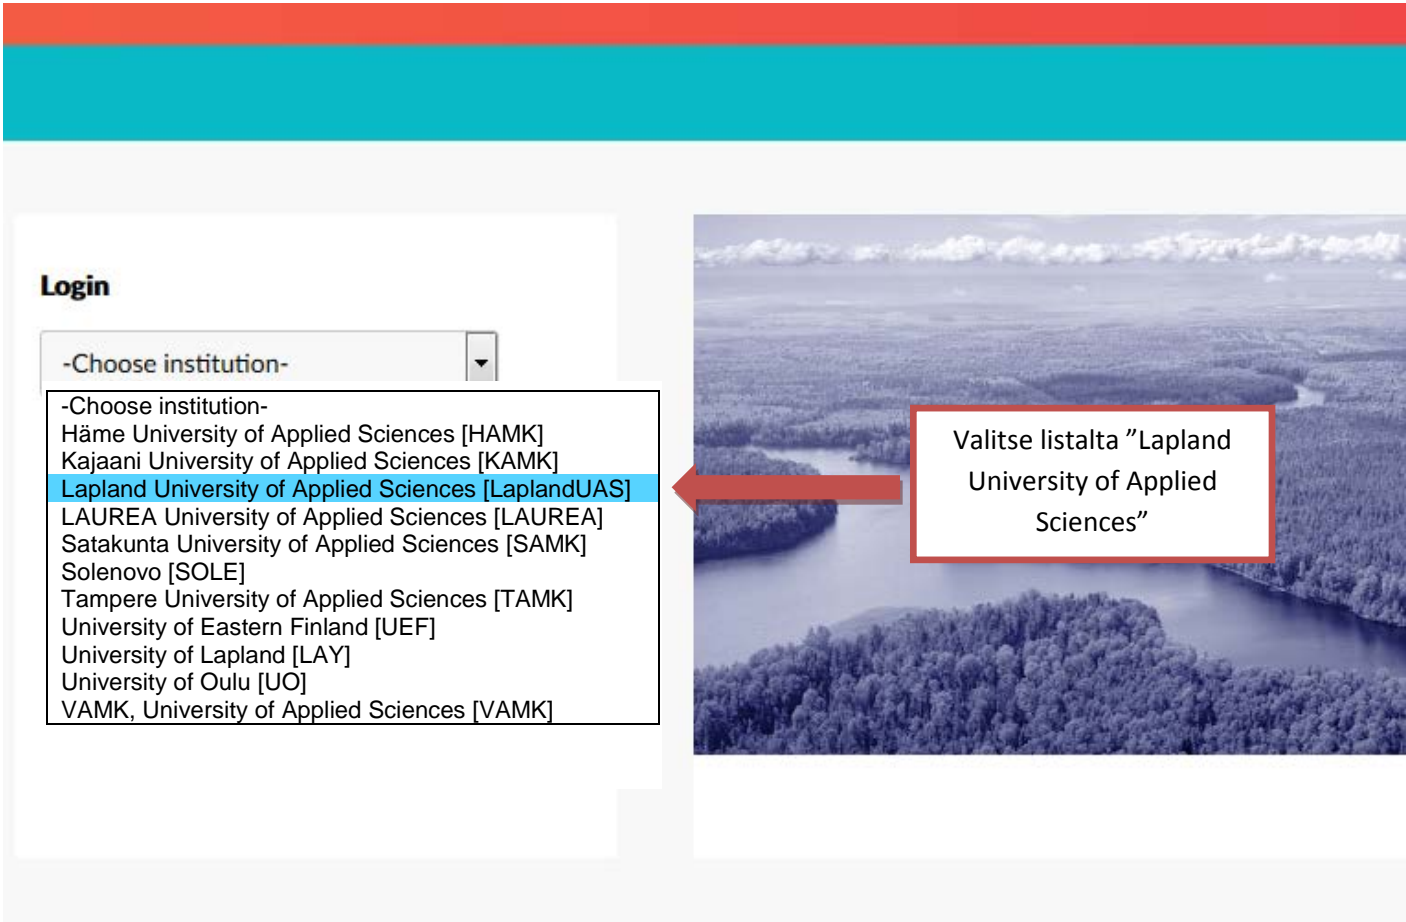 Login
-Choose institution-
-Choose institution-
Häme University of Applied Sciences [HAMK]
Kajaani University of Applied Sciences [KAMK]
Lapland University of Applied Sciences [LaplandUAS]
LAUREA University of Applied Sciences [LAUREA]
Satakunta University of Applied Sciences [SAMK]
Solenovo [SOLE]
Tampere University of Applied Sciences [TAMK]
University of Eastern Finland [UEF]
University of Lapland [LAY]
University of Oulu [UO]
VAMK, University of Applied Sciences [VAMK]
Valitse listalta ”Lapland
University of Applied
Sciences”